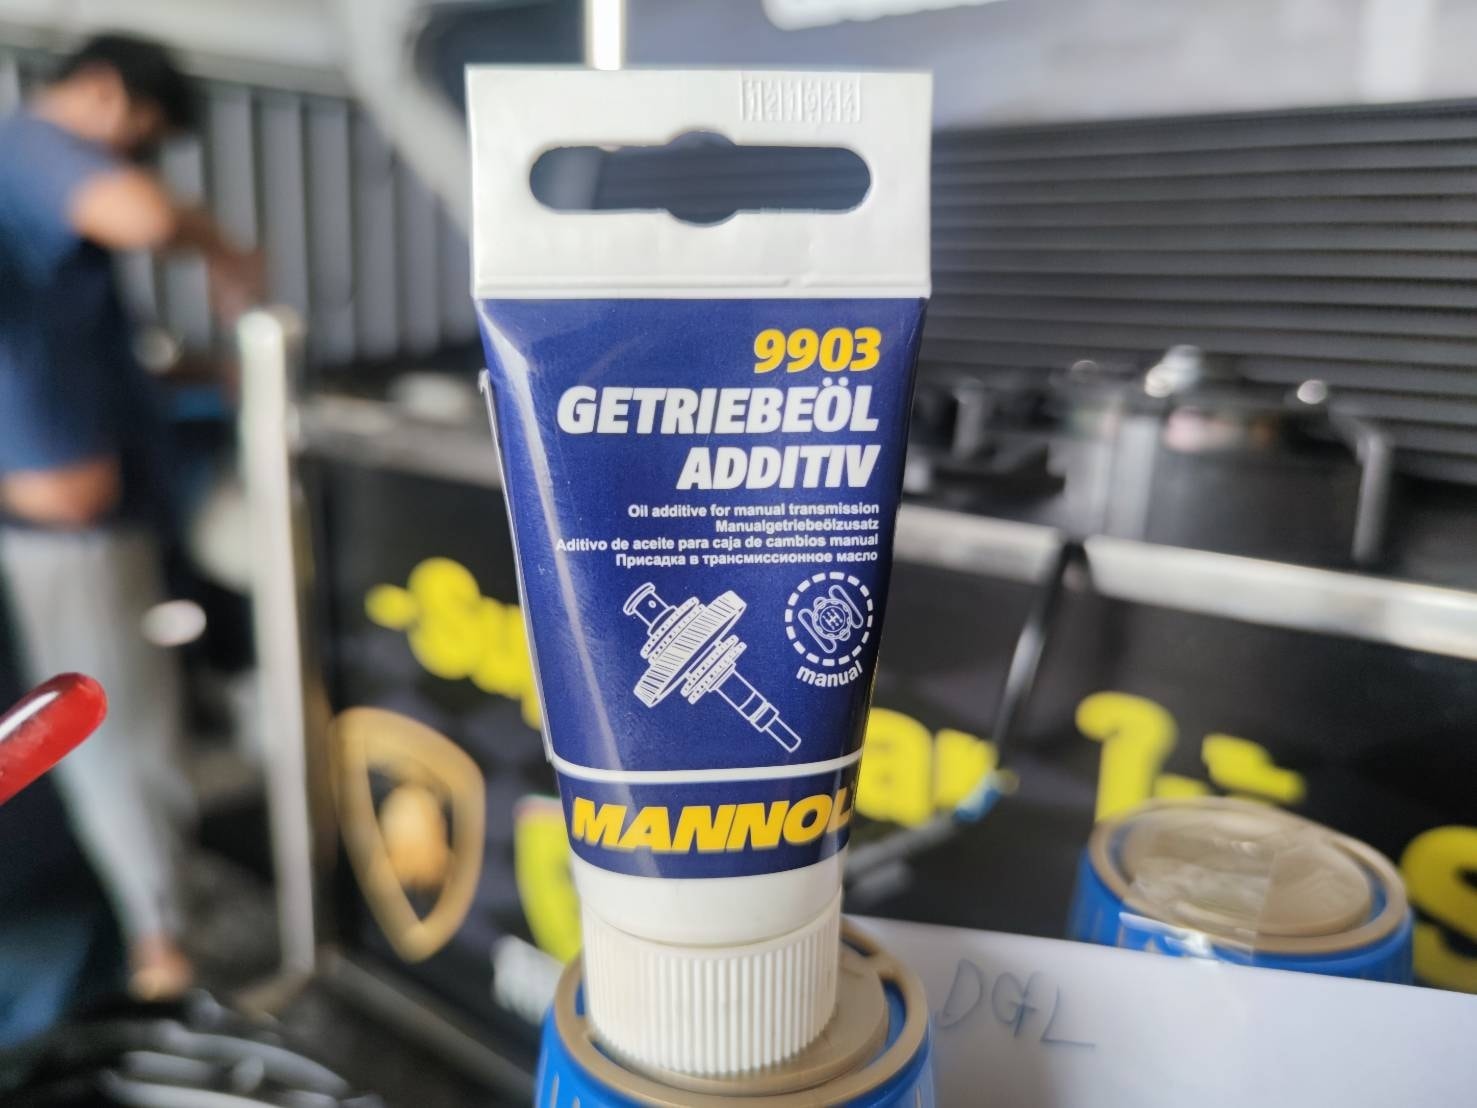 121944
9903
GETRIEBEÖL
ADDITIV
Oil additive for manual transmission
Manualgetriebeölzusatz
Aditivo de aceite para caja de cambios manual
Присадка в трансмиссионное масло
manual
MANNOL
DGL